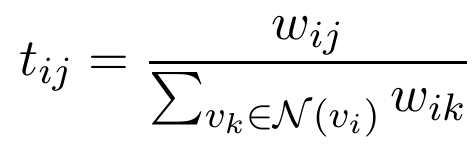 t_{ij} = \frac{w_{ij}}{\sum_{v_k \in \mathcal{N}(v_i)} w_{ik}}